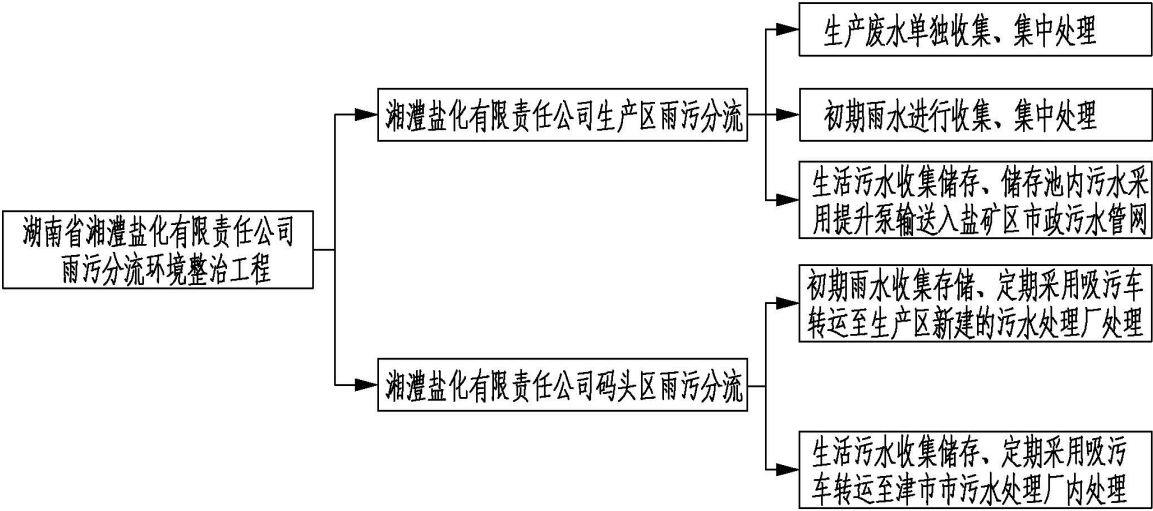 湖南省湘澧盐化有限责任公司
雨污分流环境整治工程
湘澧盐化有限责任公司生产区雨污分流
生产废水单独收集、集中处理
初期雨水进行收集、集中处理
生活污水收集储存、储存池内污水采
用提升泵输送入盐矿区市政污水管网
湘澧盐化有限责任公司码头区雨污分流
初期雨水收集存储、定期采用吸污车
转运至生产区新建的污水处理厂处理
生活污水收集储存、定期采用吸污
车转运至津市市污水处理厂内处理